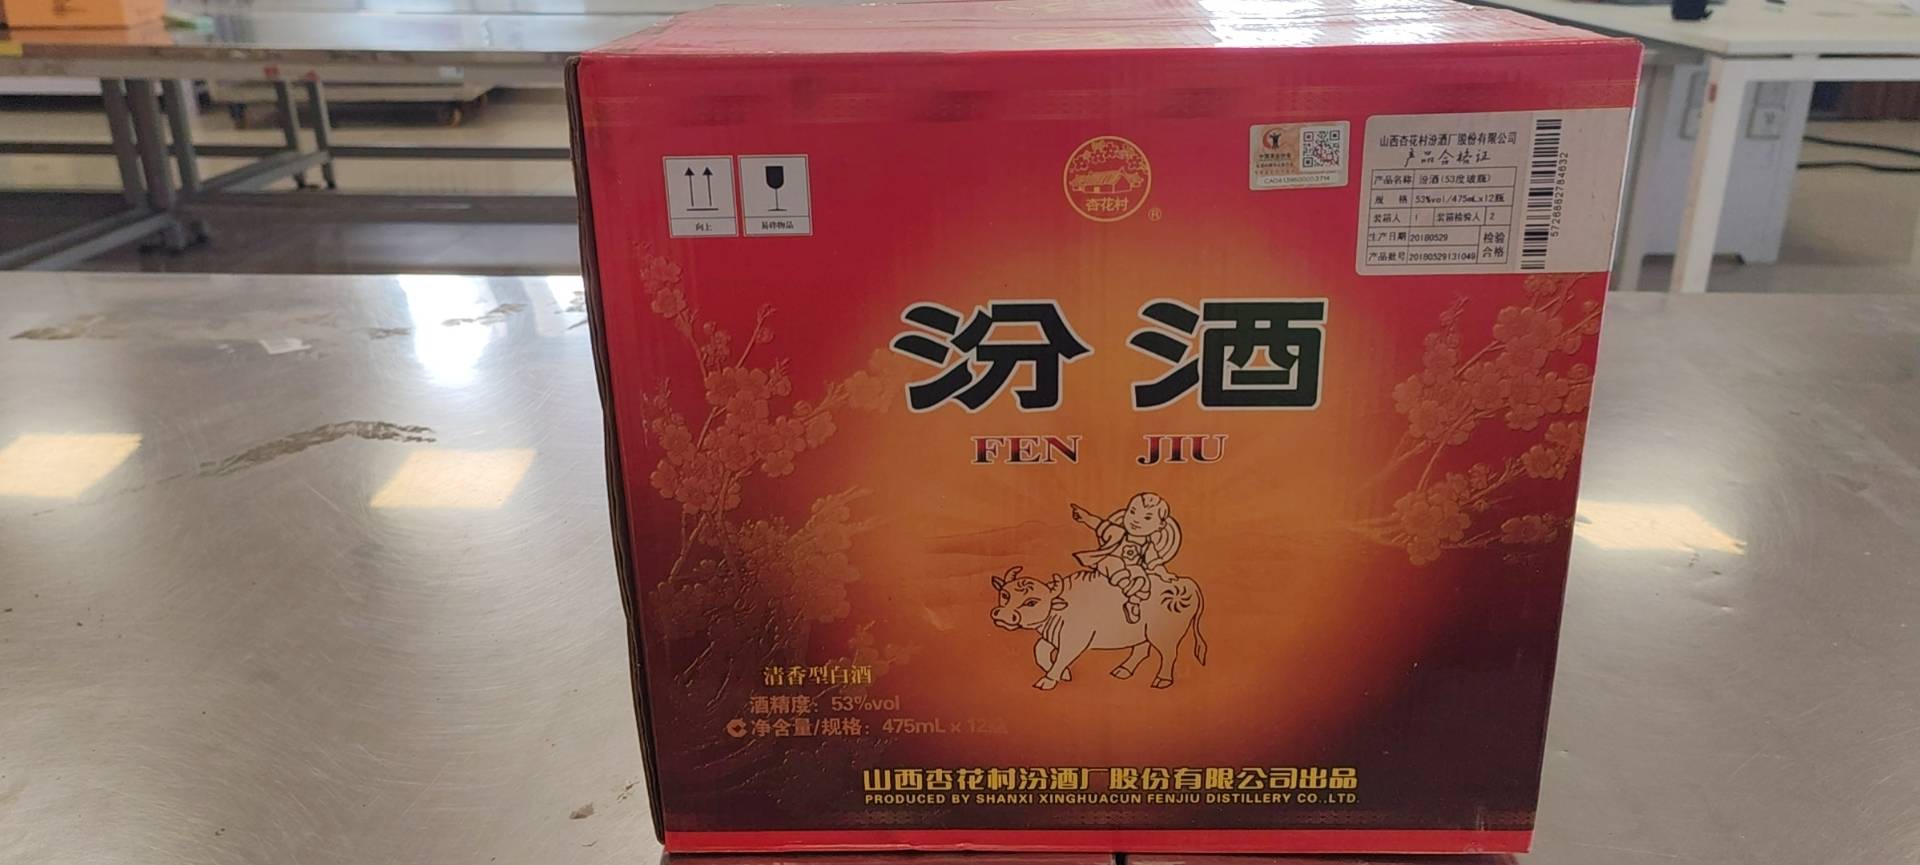 杏花村
®
向上
易碎物品
山西杏花村汾酒厂股份有限公司
产品合格证
产品名称 汾酒(53度玻瓶)
规 格 53%vol/475mL×12瓶
装箱人 1 装箱检验人 2
生产日期 20180529 检验
产品批号 20180529131049 合格
汾酒
FEN JIU
清香型白酒
酒精度：53%vol
净含量/规格：475mL×12瓶
山西杏花村汾酒厂股份有限公司出品
PRODUCED BY SHANXI XINGHUACUN FENJIU DISTILLERY CO.,LTD.